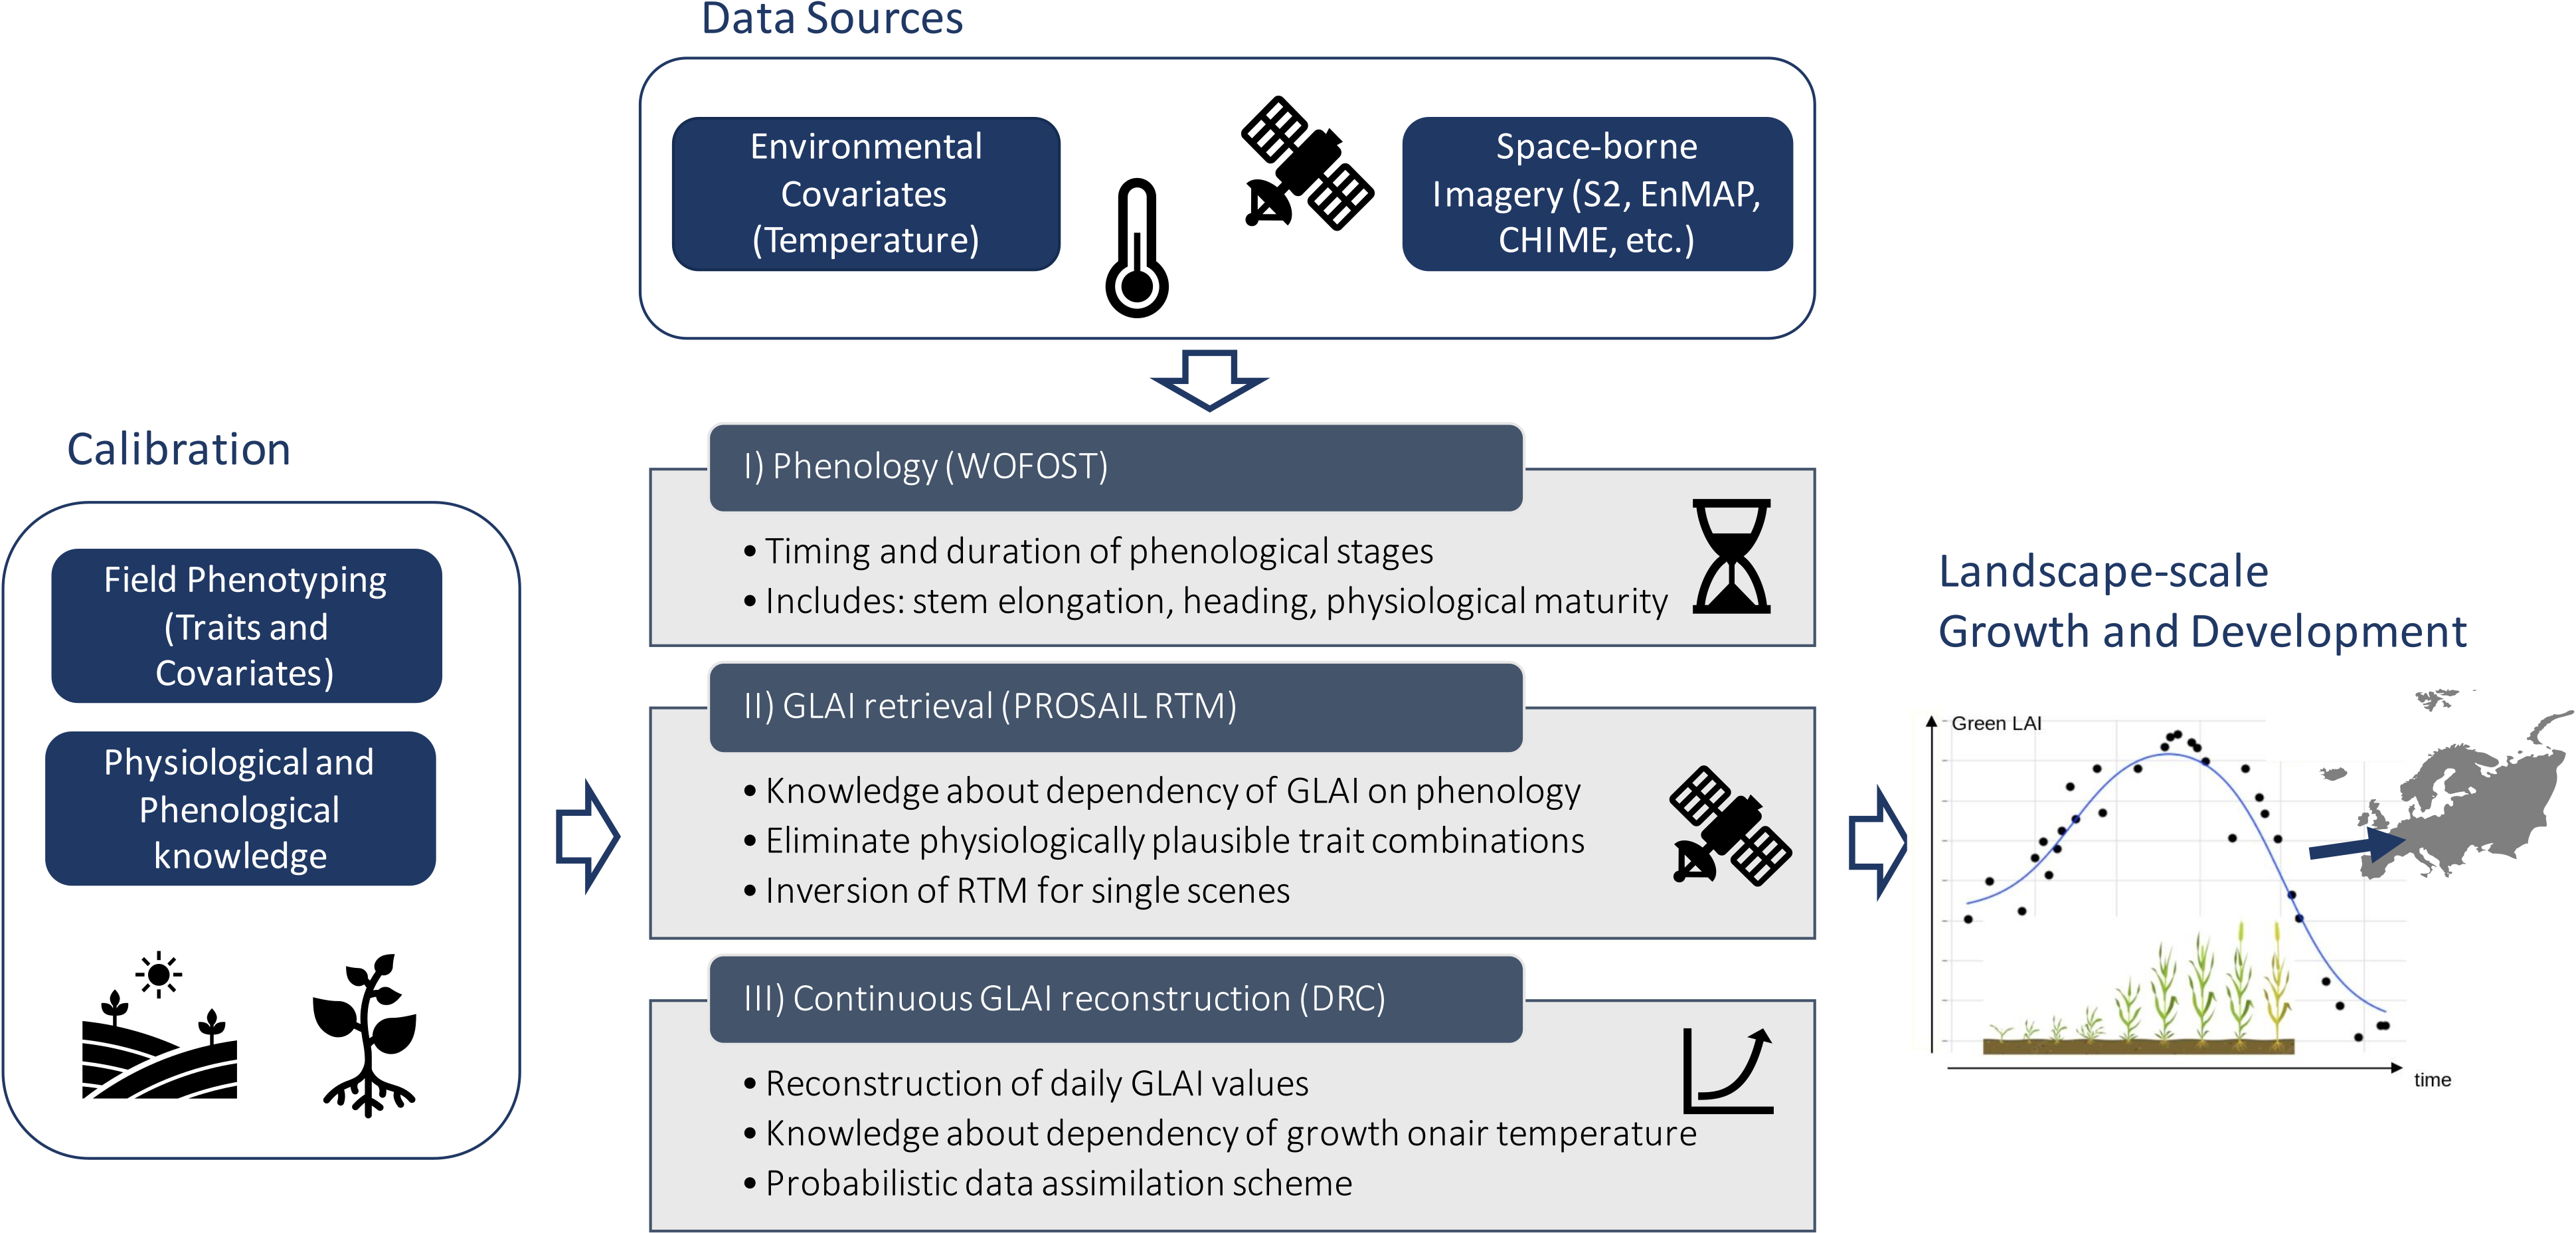 Data Sources
Environmental
Covariates
(Temperature)
Space-borne
Imagery (S2, EnMAP,
CHIME, etc.)
Calibration
Field Phenotyping
(Traits and
Covariates)
Physiological and
Phenological
knowledge
I) Phenology (WOFOST)
• Timing and duration of phenological stages
• Includes: stem elongation, heading, physiological maturity
II) GLAI retrieval (PROSAIL RTM)
• Knowledge about dependency of GLAI on phenology
• Eliminate physiologically plausible trait combinations
• Inversion of RTM for single scenes
III) Continuous GLAI reconstruction (DRC)
• Reconstruction of daily GLAI values
• Knowledge about dependency of growth onair temperature
• Probabilistic data assimilation scheme
Landscape-scale
Growth and Development
Green LAI
time